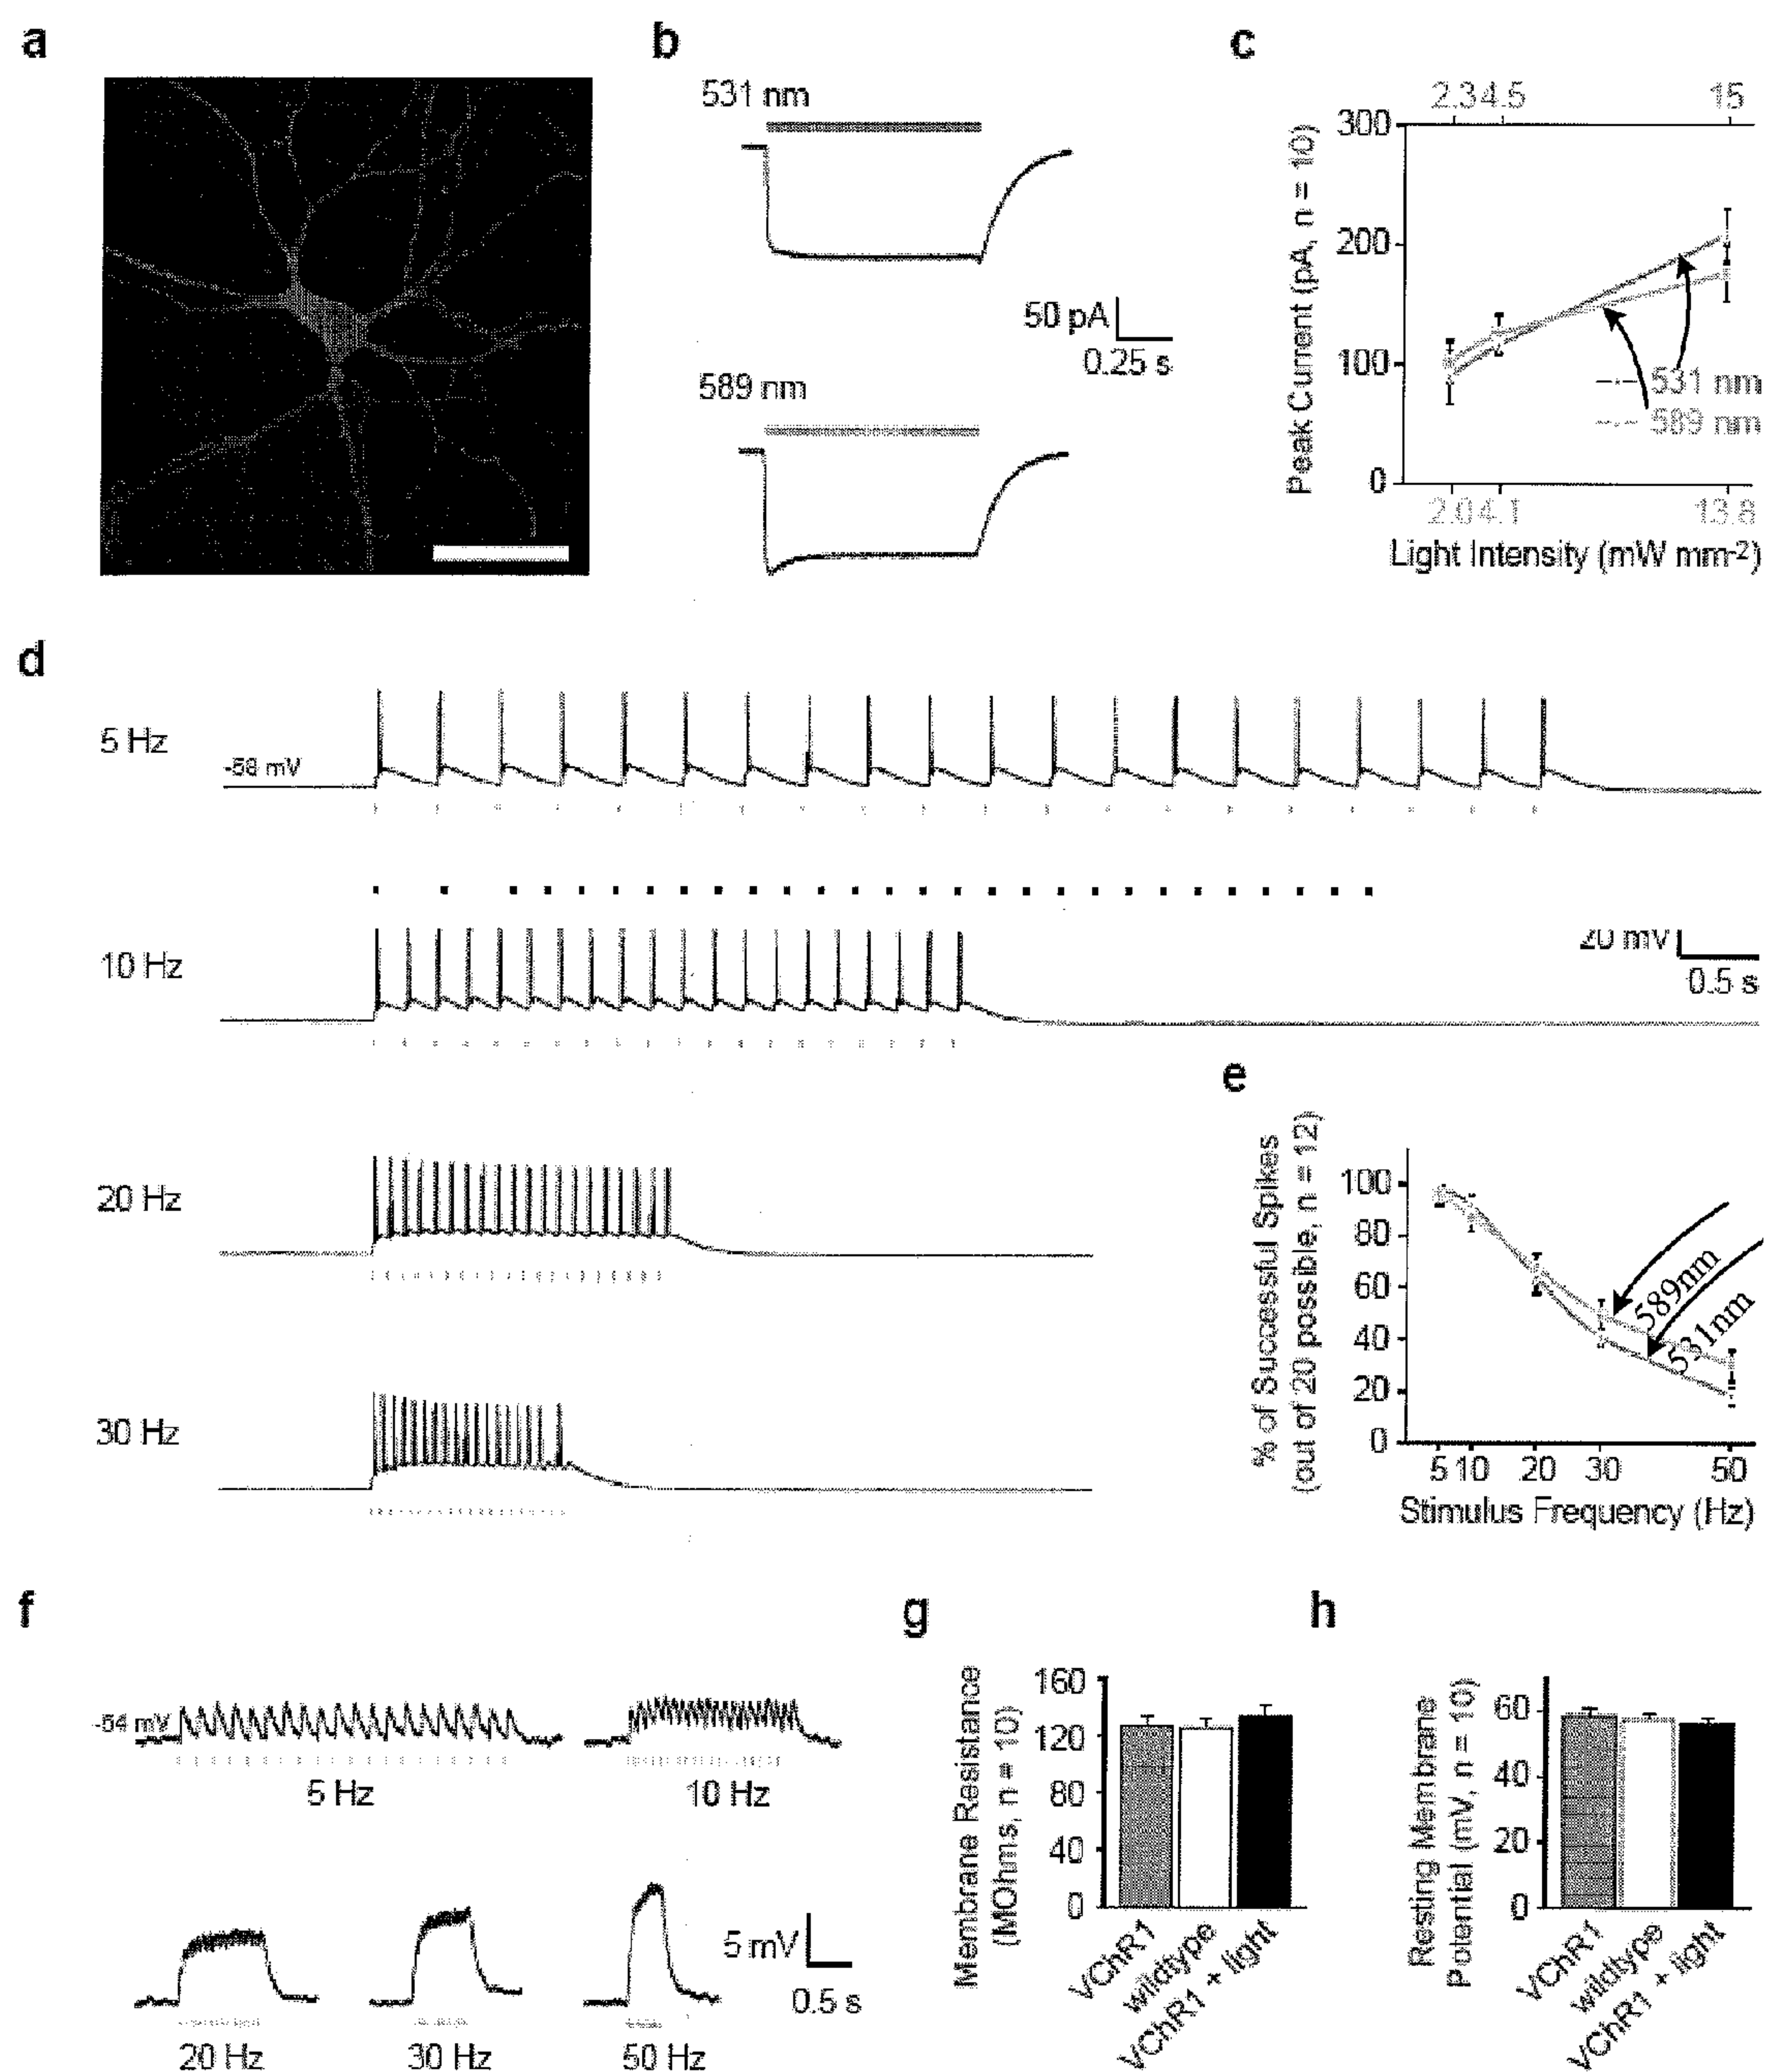 a
b
531 nm
50 pA
0.25 s
589 nm
c
2.3 4.5 15
300
200
100
0
Peak Current (pA, n = 10)
531 nm
589 nm
2.0 4.1 13.8
Light Intensity (mW mm-2)
d
5 Hz
-58 mV
10 Hz
20 mV
0.5 s
20 Hz
30 Hz
e
% of Successful Spikes
(out of 20 possible, n = 12)
100
80
60
40
20
0
589nm
531nm
5 10 20 30 50
Stimulus Frequency (Hz)
f
-64 mV
5 Hz
10 Hz
20 Hz
30 Hz
50 Hz
5 mV
0.5 s
g
Membrane Resistance
(MOhms, n = 10)
160
120
80
40
0
VChR1
wildtype
VChR1 + light
h
Resting Membrane
Potential (mV, n = 10)
60
40
20
0
VChR1
wildtype
VChR1 + light